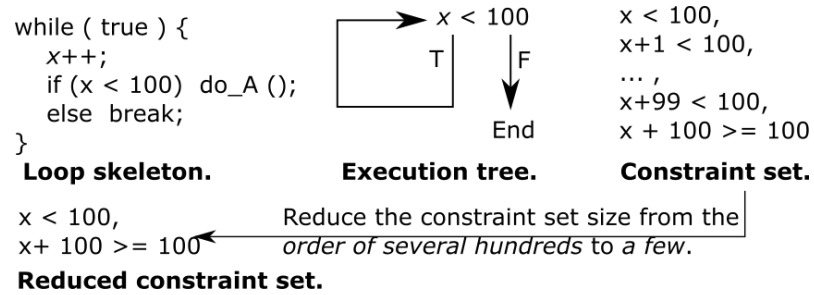 while ( true ) {
x++;
if (x < 100) do_A ();
else break;
}
Loop skeleton.
x < 100
T
F
End
Execution tree.
x < 100,
x+1 < 100,
... ,
x+99 < 100,
x + 100 >= 100
Constraint set.
x < 100,
x+ 100 >= 100
Reduced constraint set.
Reduce the constraint set size from the
order of several hundreds to a few.